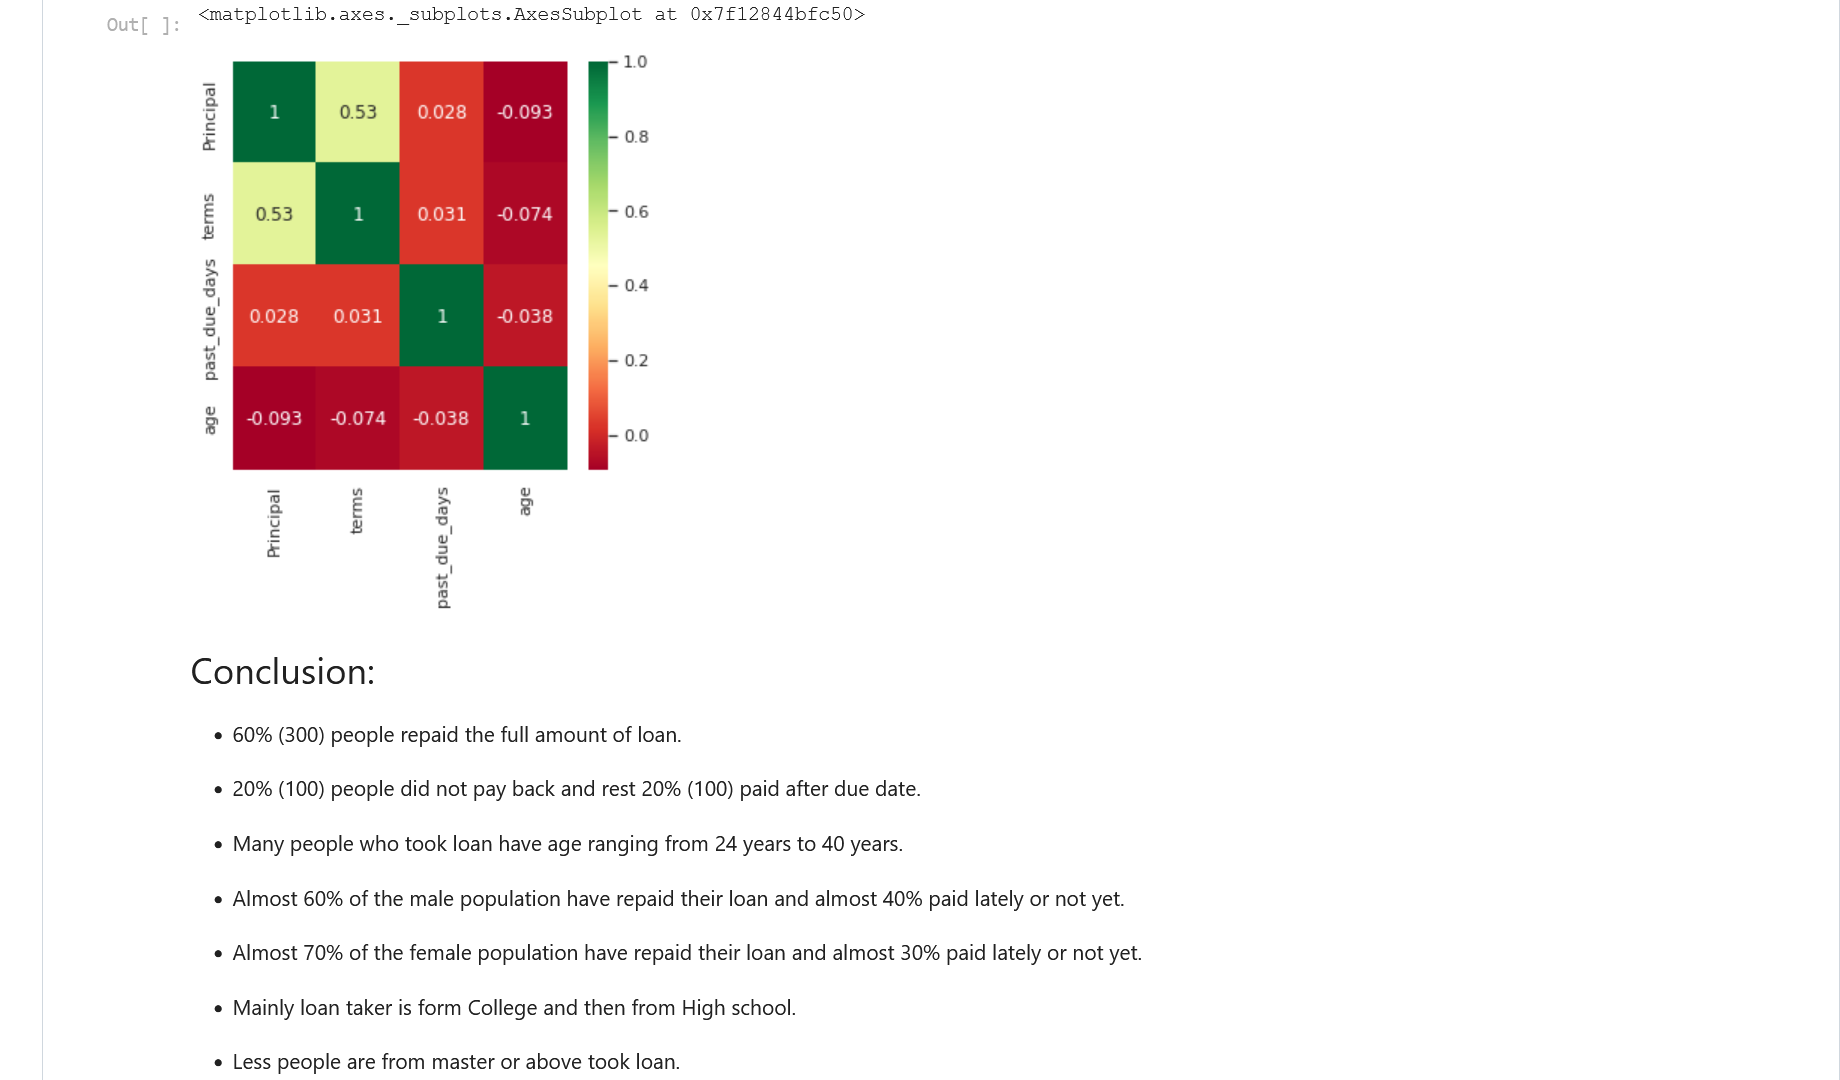 <matplotlib.axes._subplots.AxesSubplot at 0x7f12844bfc50>
Out[ ]:
Principal
1 0.53 0.028 -0.093
terms
0.53 1 0.031 -0.074
past_due_days
0.028 0.031 1 -0.038
age
-0.093 -0.074 -0.038 1
1.0
0.8
0.6
0.4
0.2
0.0
Principal
terms
past_due_days
age
Conclusion:
• 60% (300) people repaid the full amount of loan.
• 20% (100) people did not pay back and rest 20% (100) paid after due date.
• Many people who took loan have age ranging from 24 years to 40 years.
• Almost 60% of the male population have repaid their loan and almost 40% paid lately or not yet.
• Almost 70% of the female population have repaid their loan and almost 30% paid lately or not yet.
• Mainly loan taker is form College and then from High school.
• Less people are from master or above took loan.